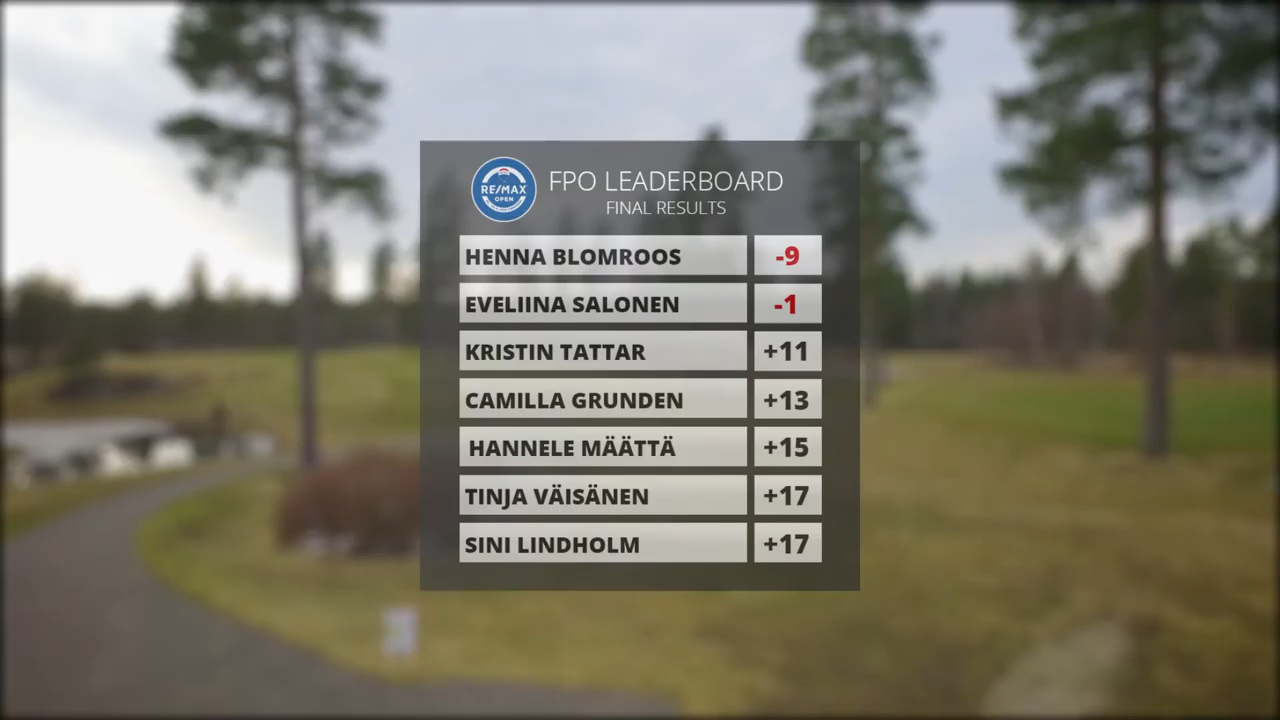 RE/MAX
OPEN
FPO LEADERBOARD
FINAL RESULTS
HENNA BLOMROOS -9
EVELIINA SALONEN -1
KRISTIN TATTAR +11
CAMILLA GRUNDEN +13
HANNELE MÄÄTTÄ +15
TINJA VÄISÄNEN +17
SINI LINDHOLM +17